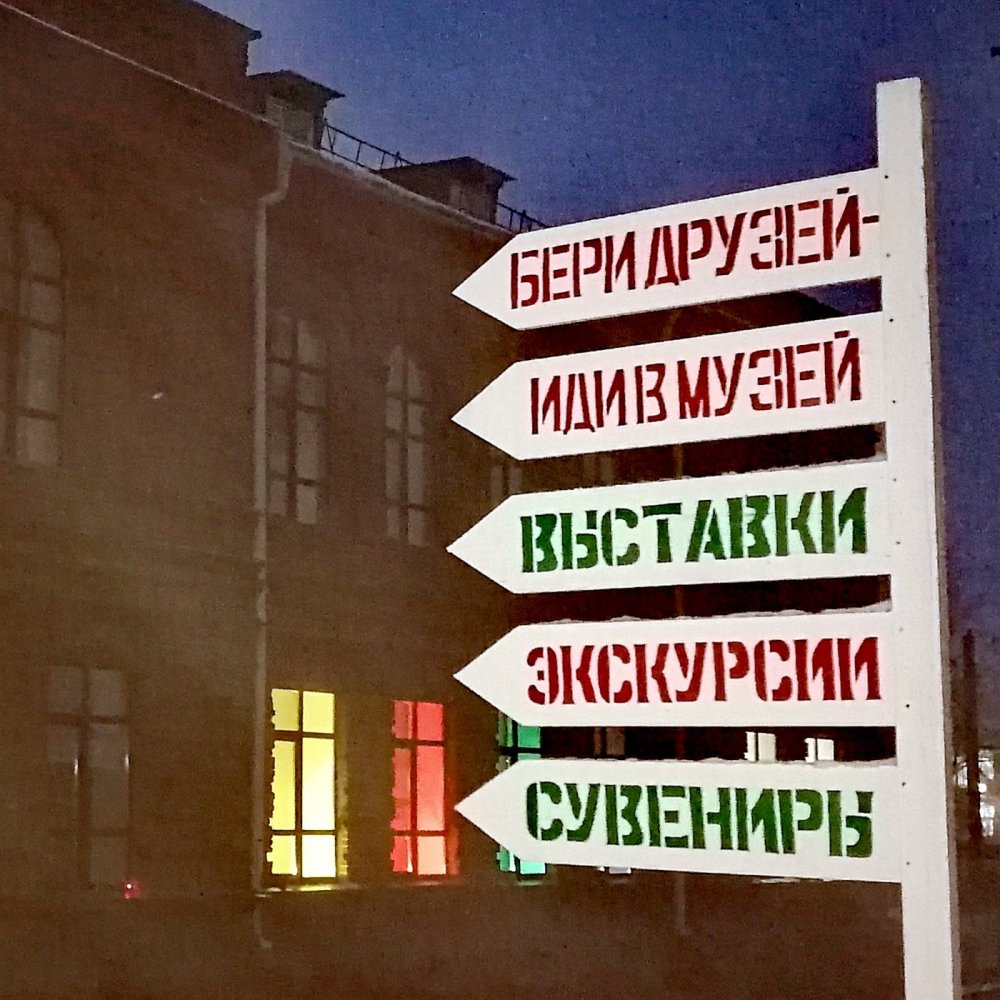 БЕРИ ДРУЗЕЙ-
ИДИ В МУЗЕЙ
ВЫСТАВКИ
ЭКСКУРСИИ
СУВЕНИРЫ